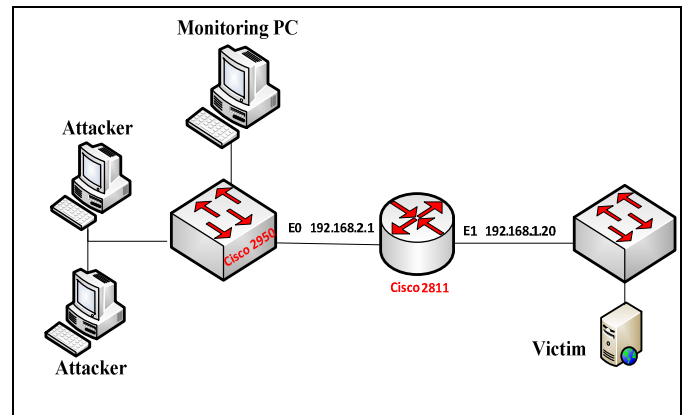 Monitoring PC
Attacker
Cisco 2950
E0 192.168.2.1
E1 192.168.1.20
Cisco 2811
Attacker
Victim